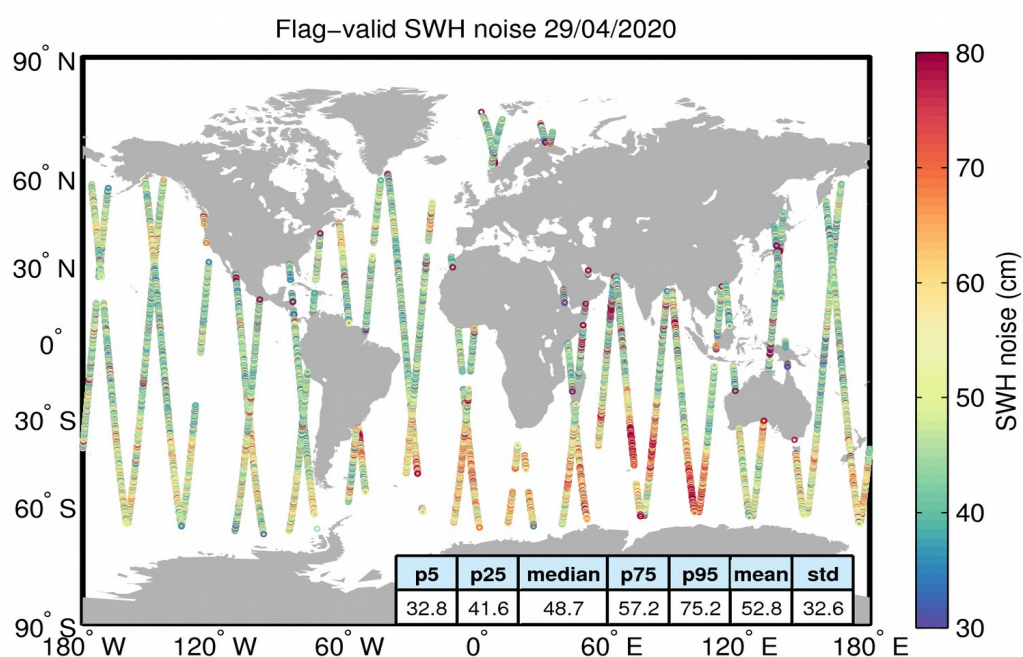 Flag−valid SWH noise 29/04/2020
90° N
60° N
30° N
0°
30° S
60° S
90° S
180° W
120° W
60° W
0°
60° E
120° E
180° E
p5 p25 median p75 p95 mean std
32.8 41.6 48.7 57.2 75.2 52.8 32.6
80
70
60
50
40
30
SWH noise (cm)